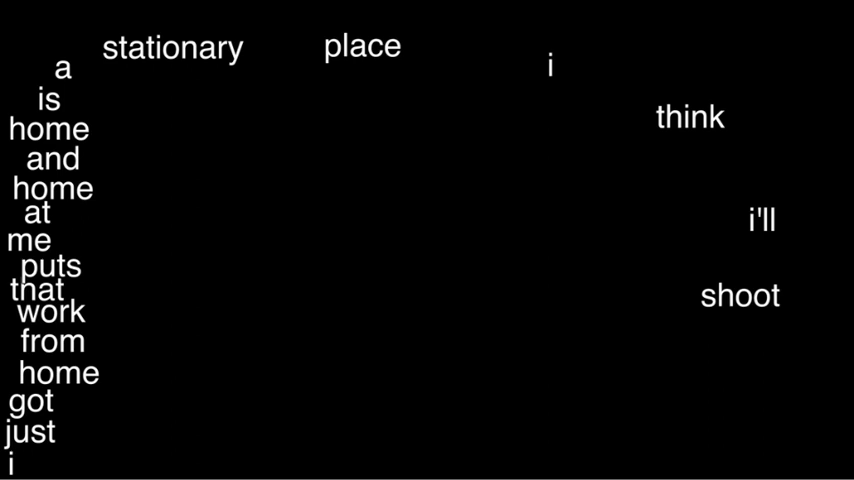 i
just
got
home
from
work
that
puts
me
at
home
and
home
is
a
stationary
place
i
think
i'll
shoot